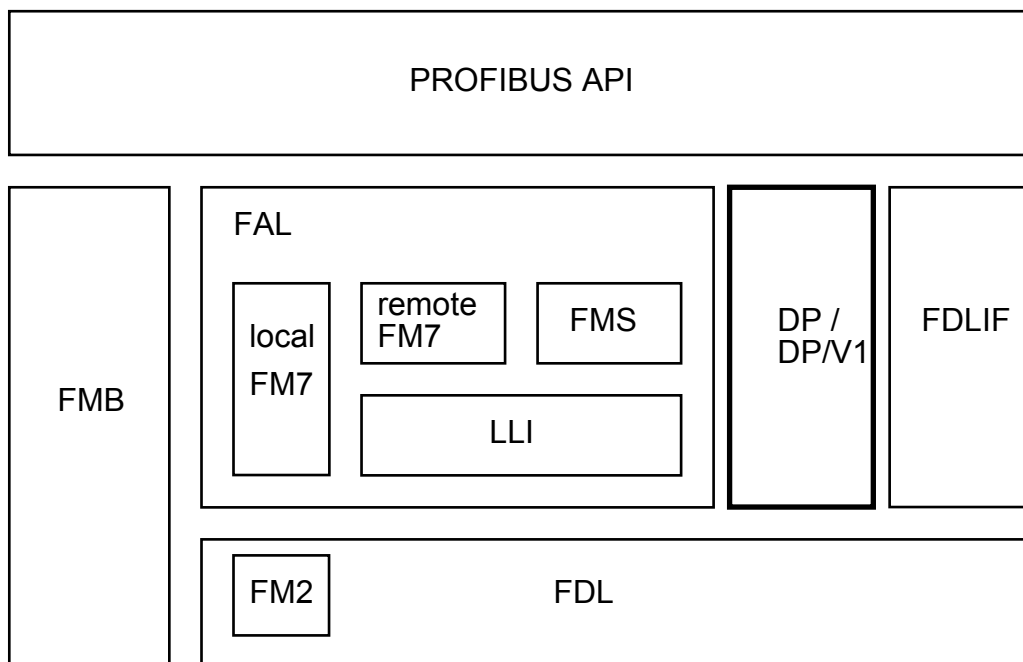 PROFIBUS API
FAL
remote
FM7
FMS
local
FM7
LLI
FMB
DP /
DP/V1
FDLIF
FM2
FDL